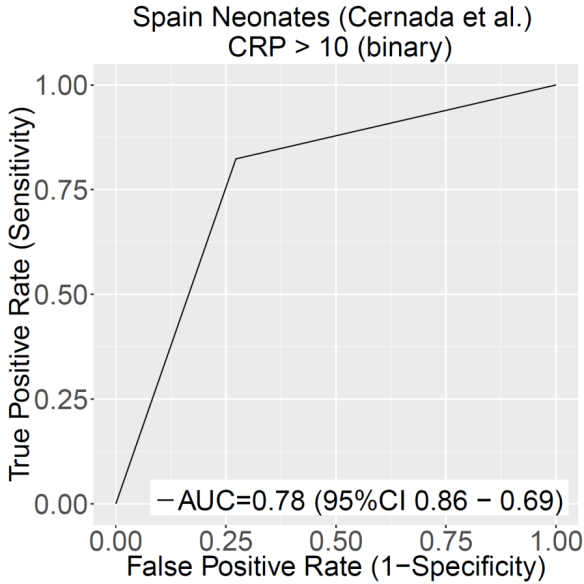 Spain Neonates (Cernada et al.)
CRP > 10 (binary)
True Positive Rate (Sensitivity)
1.00
0.75
0.50
0.25
0.00
AUC=0.78 (95%CI 0.86 − 0.69)
0.00 0.25 0.50 0.75 1.00
False Positive Rate (1−Specificity)